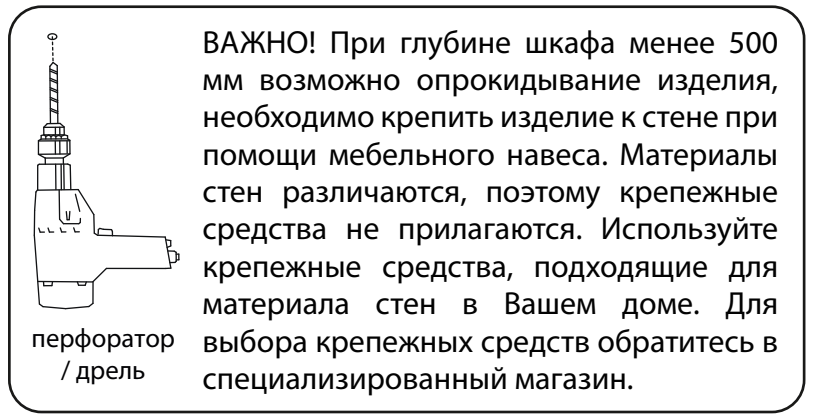 ВАЖНО! При глубине шкафа менее 500
мм возможно опрокидывание изделия,
необходимо крепить изделие к стене при
помощи мебельного навеса. Материалы
стен различаются, поэтому крепежные
средства не прилагаются. Используйте
крепежные средства, подходящие для
материала стен в Вашем доме. Для
выбора крепежных средств обратитесь в
специализированный магазин.
перфоратор
/ дрель